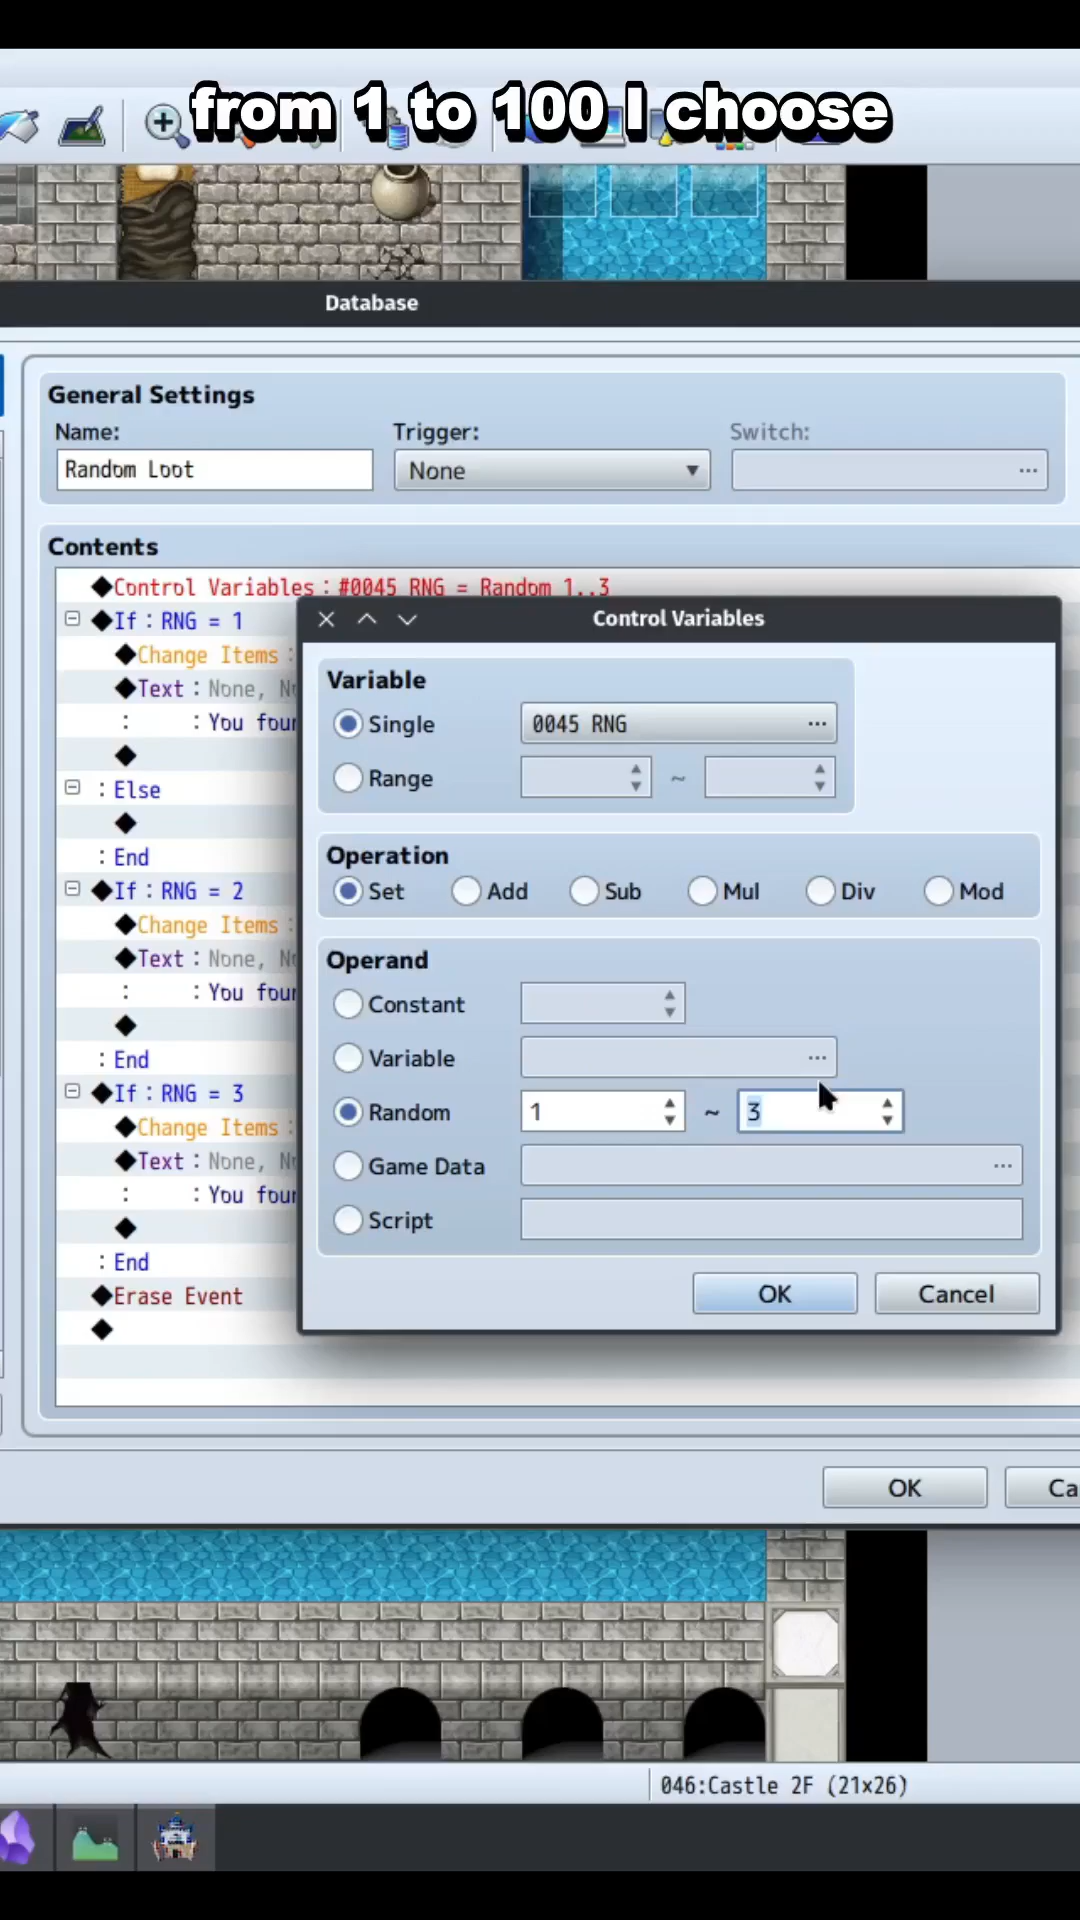 from 1 to 100 I choose
Database
General Settings
Name:
Trigger:
Switch:
Random Loot
None
...
Contents
◆Control Variables : #0045 RNG = Random 1..3
◆If : RNG = 1
◆Change Items :
◆Text : None, N
: : You four
◆
: Else
◆
: End
◆If : RNG = 2
◆Change Items :
◆Text : None, N
: : You four
◆
: End
◆If : RNG = 3
◆Change Items :
◆Text : None, N
: : You four
◆
: End
◆Erase Event
◆
Control Variables
Variable
Single
0045 RNG ...
Range
~
Operation
Set Add Sub Mul Div Mod
Operand
Constant
Variable ...
Random 1 ~ 3
Game Data ...
Script
OK Cancel
OK Ca
046:Castle 2F (21x26)